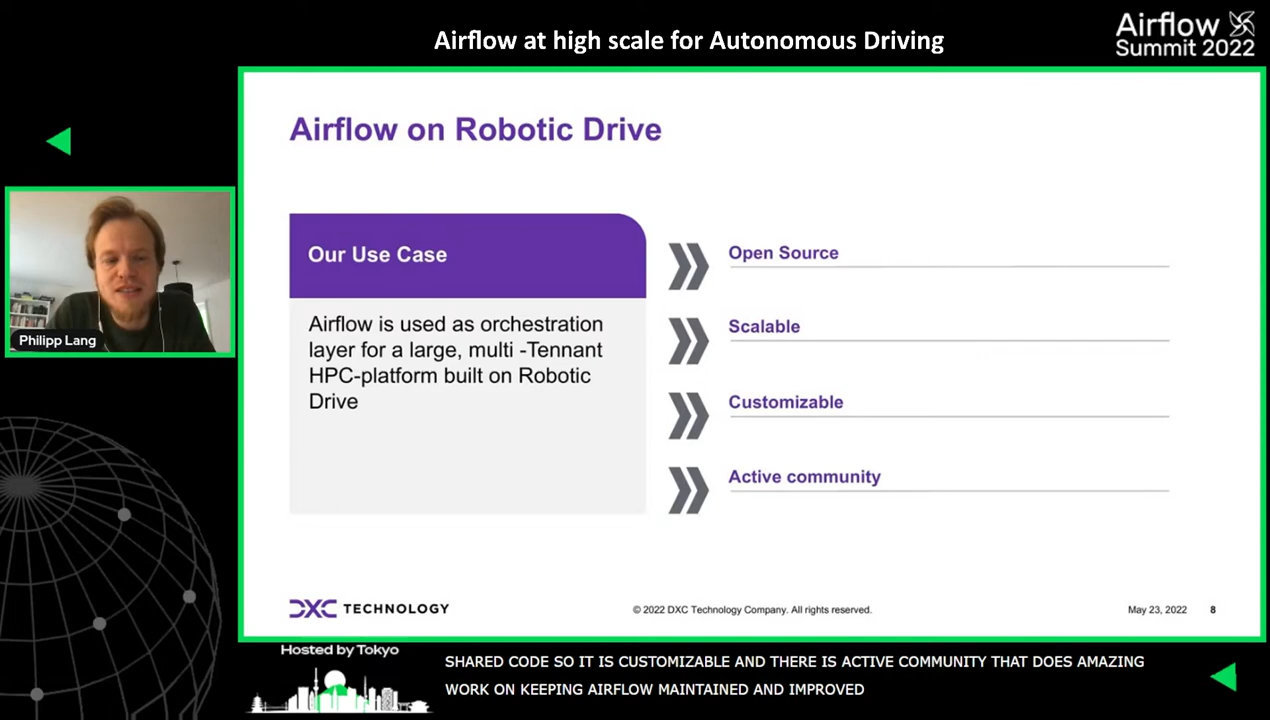 Airflow at high scale for Autonomous Driving
Airflow
Summit 2022
Airflow on Robotic Drive
Our Use Case
Airflow is used as orchestration
layer for a large, multi -Tennant
HPC-platform built on Robotic
Drive
Open Source
Scalable
Customizable
Active community
Philipp Lang
DXC TECHNOLOGY
© 2022 DXC Technology Company. All rights reserved.
May 23, 2022 8
Hosted by Tokyo
SHARED CODE SO IT IS CUSTOMIZABLE AND THERE IS ACTIVE COMMUNITY THAT DOES AMAZING
WORK ON KEEPING AIRFLOW MAINTAINED AND IMPROVED